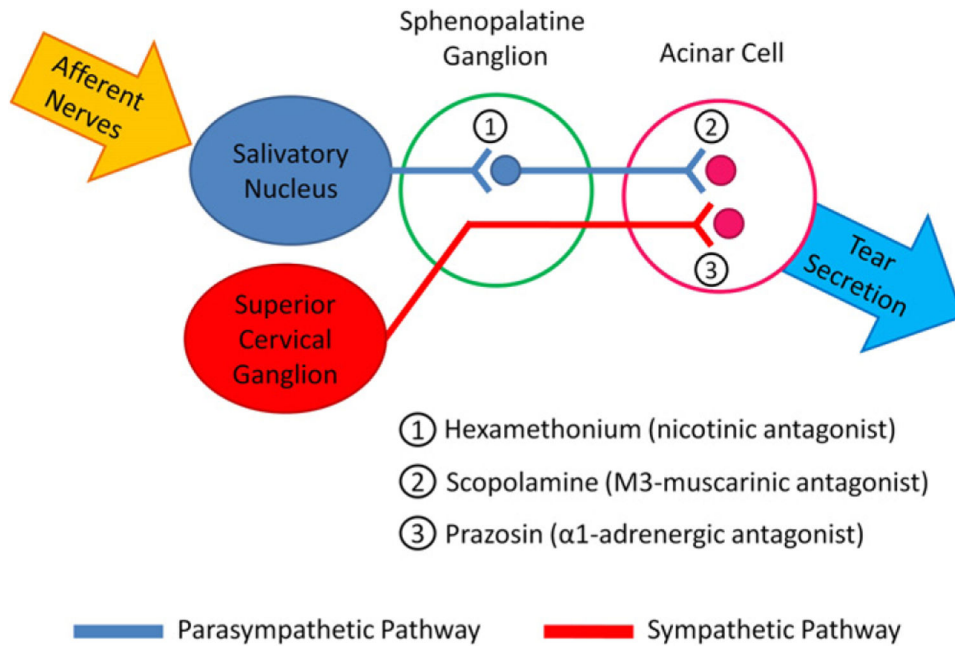 Afferent
Nerves
Sphenopalatine
Ganglion
Acinar Cell
Salivatory
Nucleus
1
2
Superior
Cervical
Ganglion
3
Tear
Secretion
1 Hexamethonium (nicotinic antagonist)
2 Scopolamine (M3-muscarinic antagonist)
3 Prazosin (α1-adrenergic antagonist)
Parasympathetic Pathway
Sympathetic Pathway